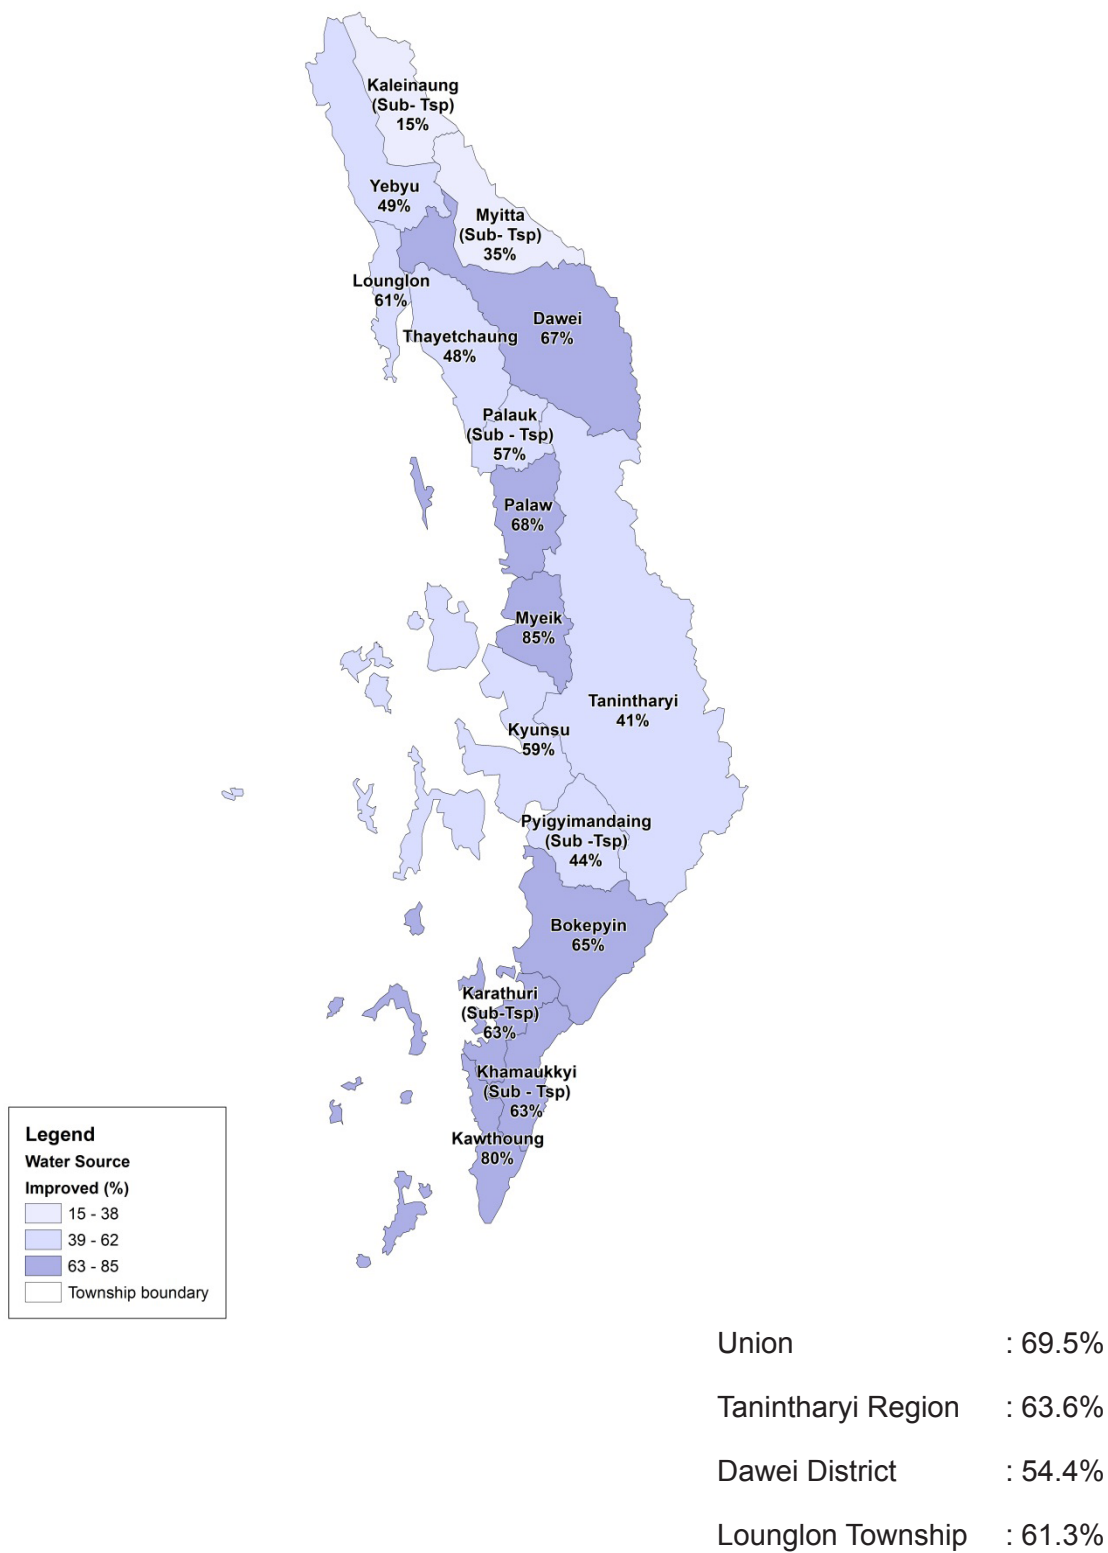 Kaleinaung
(Sub- Tsp)
15%
Yebyu
49%
Myitta
(Sub- Tsp)
35%
Lounglon
61%
Dawei
67%
Thayetchaung
48%
Palauk
(Sub - Tsp)
57%
Palaw
68%
Myeik
85%
Tanintharyi
41%
Kyunsu
59%
Pyigyimandaing
(Sub -Tsp)
44%
Bokepyin
65%
Karathuri
(Sub-Tsp)
63%
Khamaukkyi
(Sub - Tsp)
63%
Kawthoung
80%
Legend
Water Source
Improved (%)
15 - 38
39 - 62
63 - 85
Township boundary
Union : 69.5%
Tanintharyi Region : 63.6%
Dawei District : 54.4%
Lounglon Township : 61.3%